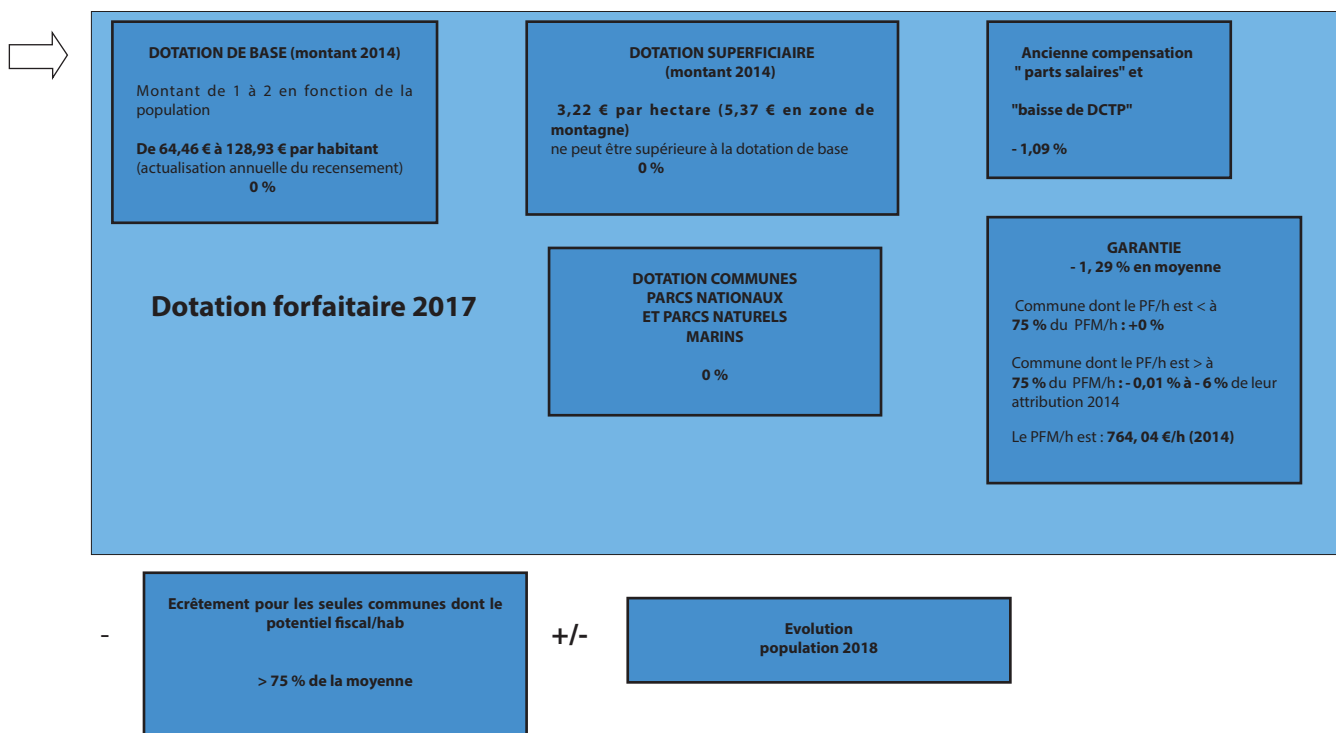 DOTATION DE BASE (montant 2014)
Montant de 1 à 2 en fonction de la
population
De 64,46 € à 128,93 € par habitant
(actualisation annuelle du recensement)
0 %
DOTATION SUPERFICIAIRE
(montant 2014)
3,22 € par hectare (5,37 € en zone de
montagne)
ne peut être supérieure à la dotation de base
0 %
Ancienne compensation
" parts salaires" et
"baisse de DCTP"
- 1,09 %
Dotation forfaitaire 2017
DOTATION COMMUNES
PARCS NATIONAUX
ET PARCS NATURELS
MARINS
0 %
GARANTIE
- 1, 29 % en moyenne
Commune dont le PF/h est < à
75 % du PFM/h : +0 %
Commune dont le PF/h est > à
75 % du PFM/h : - 0,01 % à - 6 % de leur
attribution 2014
Le PFM/h est : 764, 04 €/h (2014)
-
Ecrêtement pour les seules communes dont le
potentiel fiscal/hab
> 75 % de la moyenne
+/-
Evolution
population 2018